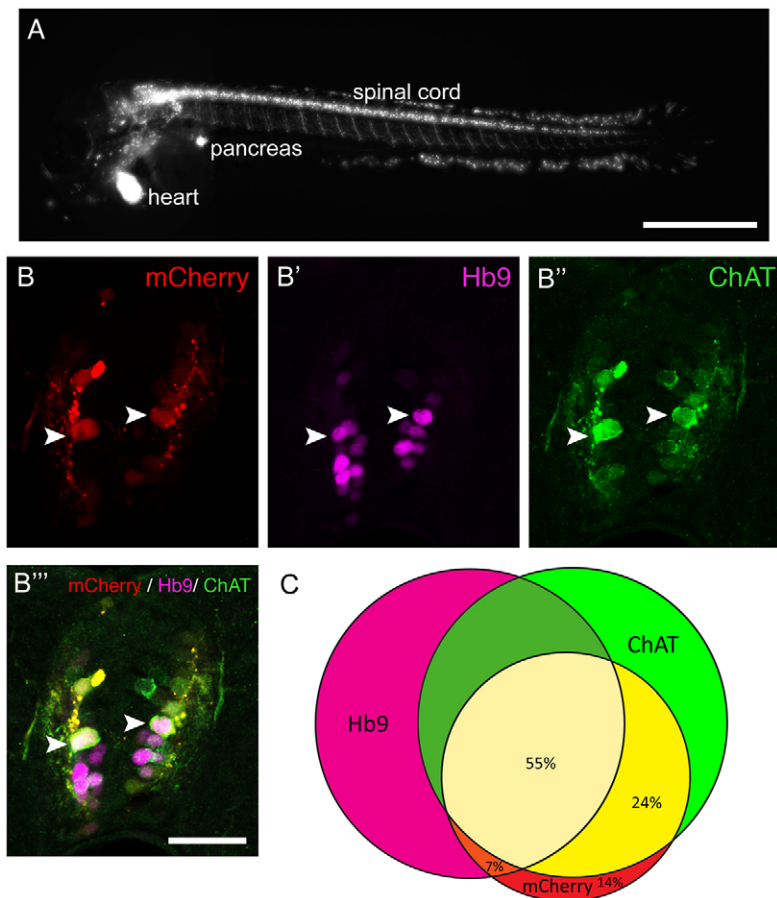 A
spinal cord
pancreas
heart
B mCherry
B' Hb9
B'' ChAT
B''' mCherry / Hb9/ ChAT
C
ChAT
Hb9
55%
24%
7%
mCherry 14%